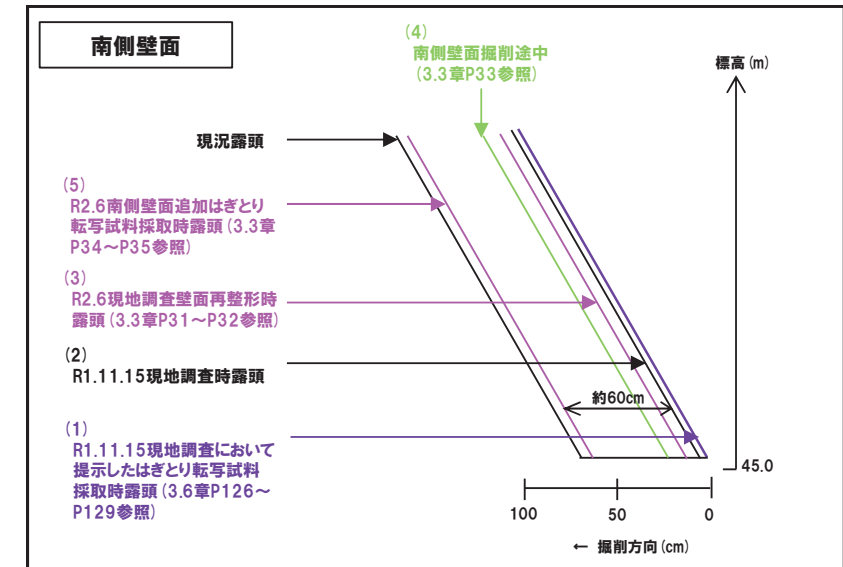 南側壁面
(4)
南側壁面掘削途中
(3.3章P33参照)
標高(m)
現況露頭
(5)
R2.6南側壁面追加はぎとり
転写試料採取時露頭(3.3章
P34～P35参照)
(3)
R2.6現地調査壁面再整形時
露頭(3.3章P31～P32参照)
(2)
R1.11.15現地調査時露頭
約60cm
(1)
R1.11.15現地調査において
提示したはぎとり転写試料
採取時露頭(3.6章P126～
P129参照)
45.0
100 50 0
← 掘削方向(cm)